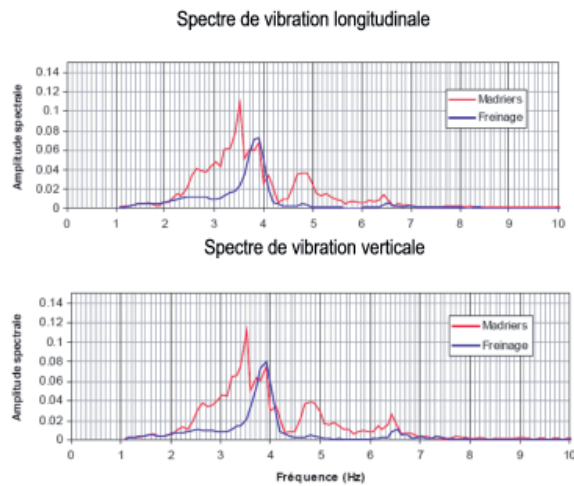 Spectre de vibration longitudinale
Amplitude spectrale
0.14
0.12
0.1
0.08
0.06
0.04
0.02
0
Madriers
Freinage
0 1 2 3 4 5 6 7 8 9 10
Spectre de vibration verticale
Amplitude spectrale
0.14
0.12
0.1
0.08
0.06
0.04
0.02
0
Madriers
Freinage
0 1 2 3 4 5 6 7 8 9 10
Fréquence (Hz)